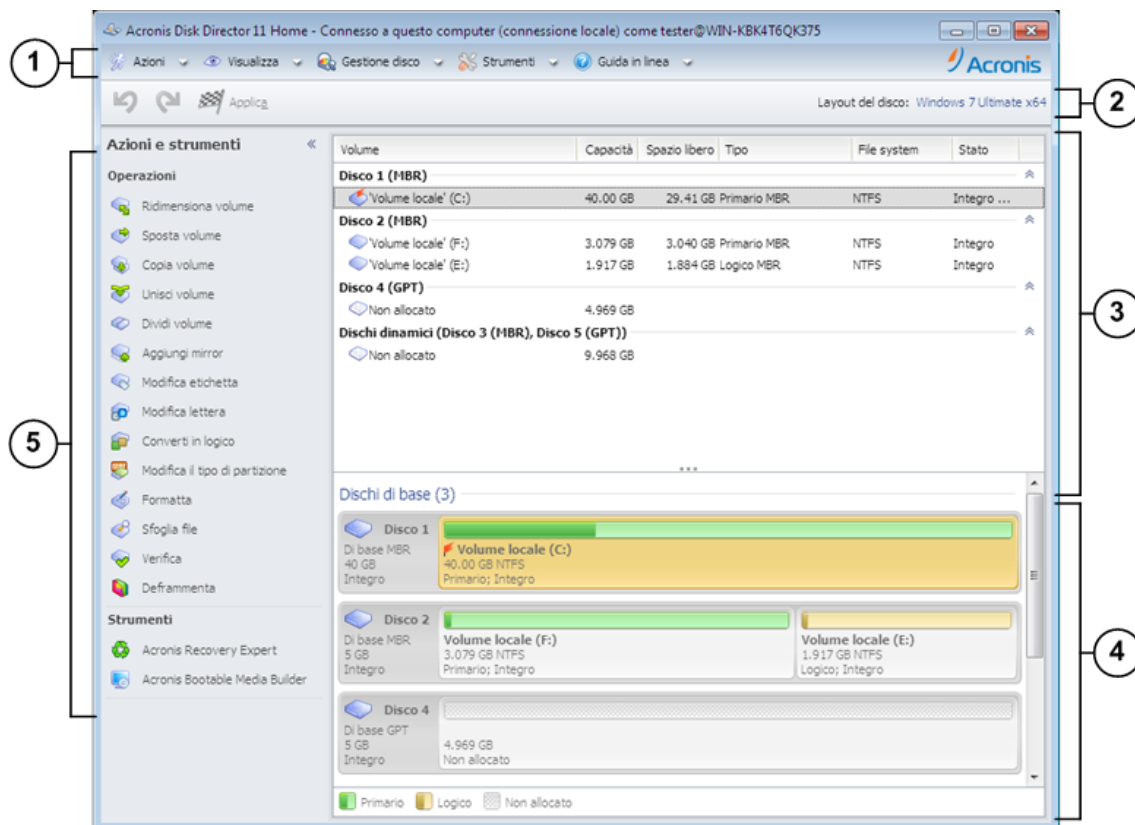 Acronis Disk Director 11 Home - Connesso a questo computer (connessione locale) come tester@WIN-KBK4T6QK375
1
Azioni Visualizza Gestione disco Strumenti Guida in linea Acronis
2
Applica Layout del disco: Windows 7 Ultimate x64
Azioni e strumenti «
Operazioni
Ridimensiona volume
Sposta volume
Copia volume
Unisci volume
Dividi volume
Aggiungi mirror
Modifica etichetta
Modifica lettera
Converti in logico
Modifica il tipo di partizione
Formatta
Sfoglia file
Verifica
Deframmenta
Strumenti
Acronis Recovery Expert
Acronis Bootable Media Builder
5
Volume Capacità Spazio libero Tipo File system Stato
Disco 1 (MBR)
'Volume locale' (C:) 40.00 GB 29.41 GB Primario MBR NTFS Integro ...
Disco 2 (MBR)
'Volume locale' (F:) 3.079 GB 3.040 GB Primario MBR NTFS Integro
'Volume locale' (E:) 1.917 GB 1.884 GB Logico MBR NTFS Integro
Disco 4 (GPT)
Non allocato 4.969 GB
Dischi dinamici (Disco 3 (MBR), Disco 5 (GPT))
Non allocato 9.968 GB
3
Dischi di base (3)
Disco 1
Di base MBR
40 GB
Integro
Volume locale (C:)
40.00 GB NTFS
Primario; Integro
Disco 2
Di base MBR
5 GB
Integro
Volume locale (F:)
3.079 GB NTFS
Primario; Integro
Volume locale (E:)
1.917 GB NTFS
Logico; Integro
Disco 4
Di base GPT
5 GB
Integro
4.969 GB
Non allocato
4
Primario Logico Non allocato